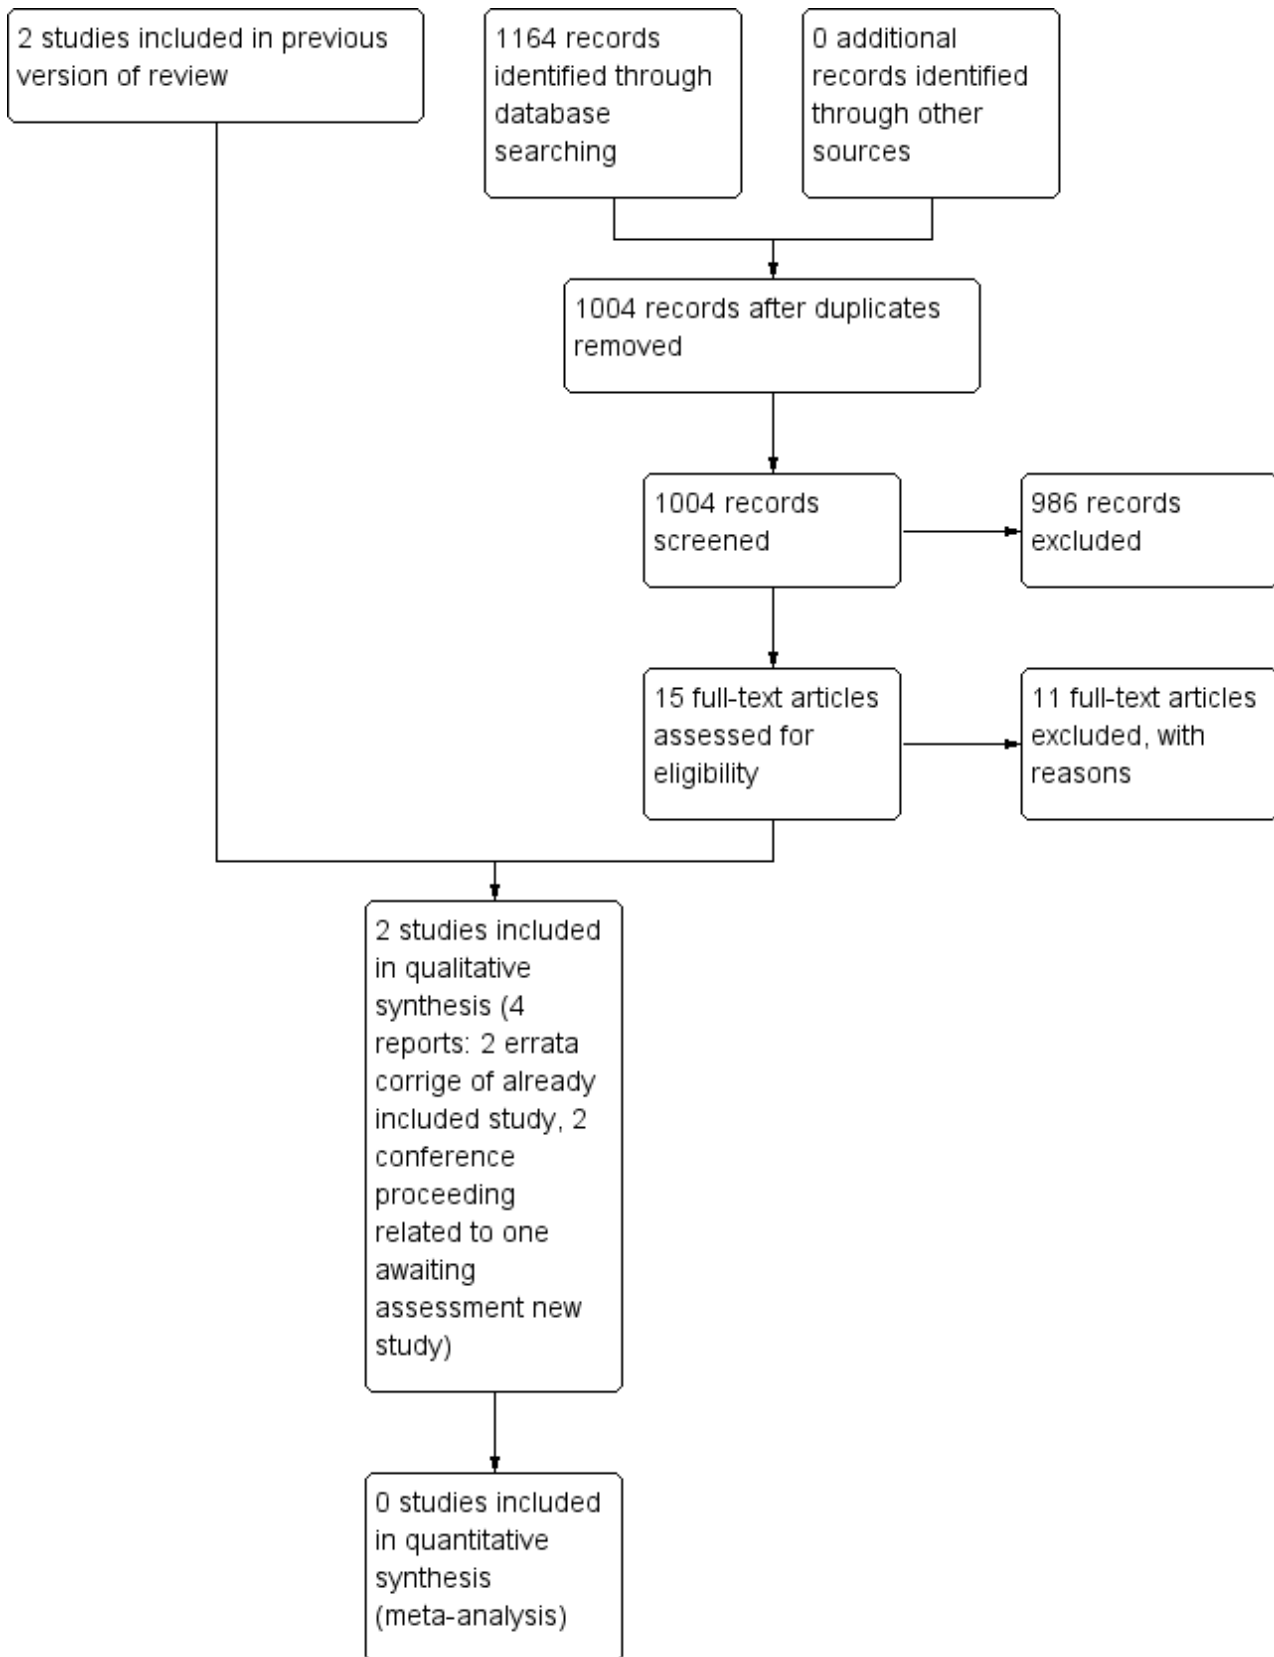 2 studies included in previous
version of review
1164 records
identified through
database
searching
0 additional
records identified
through other
sources
1004 records after duplicates
removed
1004 records
screened
986 records
excluded
15 full-text articles
assessed for
eligibility
11 full-text articles
excluded, with
reasons
2 studies included
in qualitative
synthesis (4
reports: 2 errata
corrige of already
included study, 2
conference
proceeding
related to one
awaiting
assessment new
study)
0 studies included
in quantitative
synthesis
(meta-analysis)